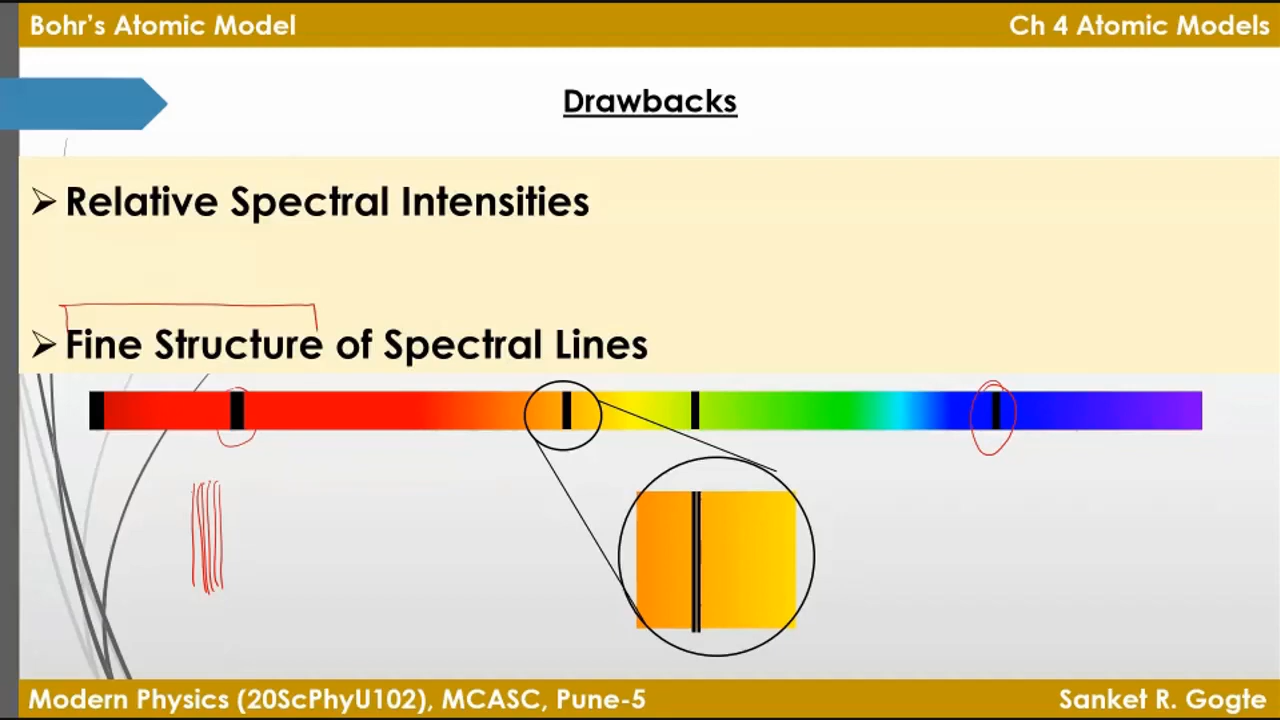 Bohr's Atomic Model
Ch 4 Atomic Models
Drawbacks
➢ Relative Spectral Intensities
➢ Fine Structure of Spectral Lines
Modern Physics (20ScPhyU102), MCASC, Pune-5
Sanket R. Gogte